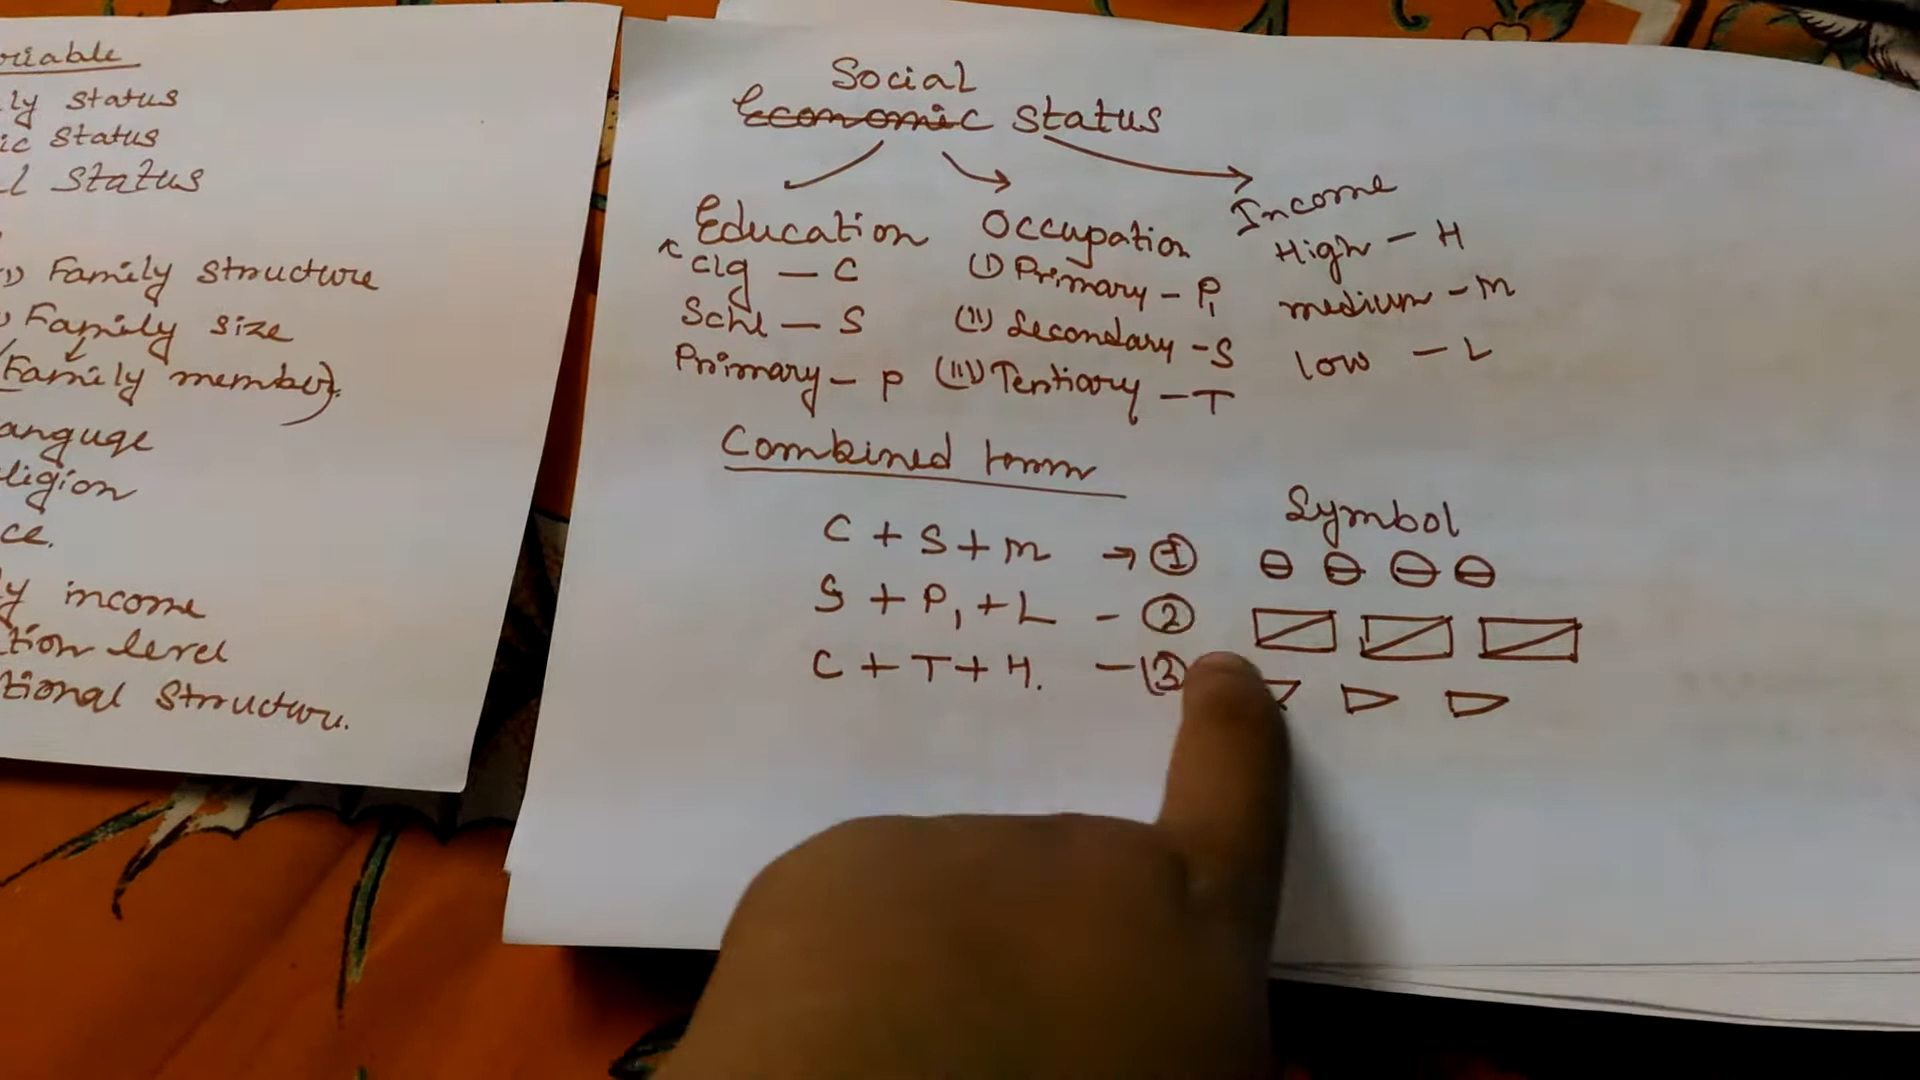 riable
ly status
ic status
l status
Family structure
Family size
(Family member).
anguge
ligion
ce.
y income
tion level
tional structure.
Social
Economic status
Education
Clg - C
Schl - S
Primary - P
Occupation
(I) Primary - P1
(II) Secondary - S
(III) Tertiary - T
Income
High - H
medium - m
low - L
Combined
C + S + m → ①
S + P1 + L - ②
C + T + H. - ③
Symbol